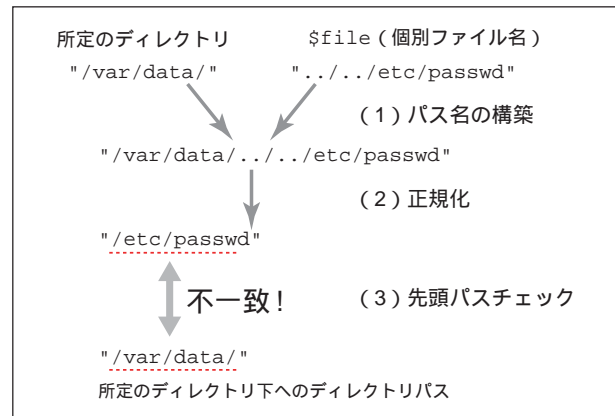 所定のディレクトリ
$file（個別ファイル名）
"/var/data/"
"../../etc/passwd"
（1）パス名の構築
"/var/data/../../etc/passwd"
（2）正規化
"/etc/passwd"
不一致！
（3）先頭パスチェック
"/var/data/"
所定のディレクトリ下へのディレクトリパス